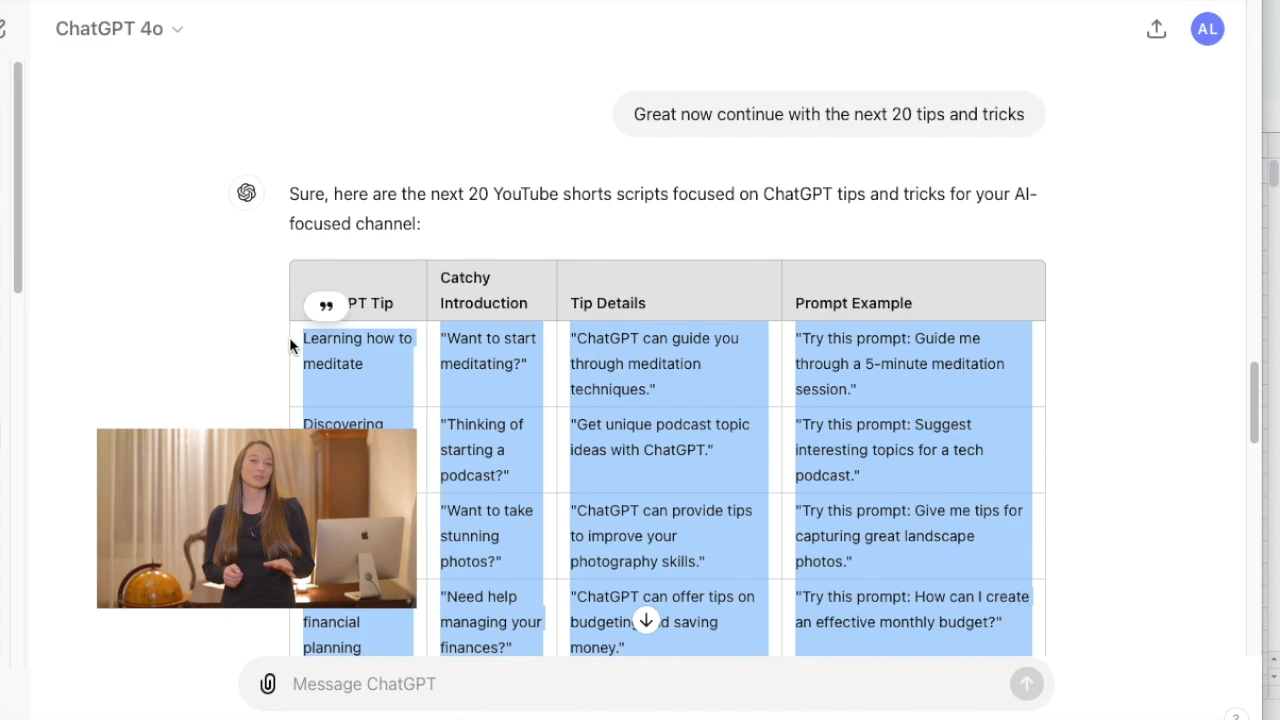 ChatGPT 4o
AL
Great now continue with the next 20 tips and tricks
Sure, here are the next 20 YouTube shorts scripts focused on ChatGPT tips and tricks for your AI-
focused channel:
PT Tip
Catchy
Introduction
Tip Details
Prompt Example
Learning how to
meditate
"Want to start
meditating?"
"ChatGPT can guide you
through meditation
techniques."
"Try this prompt: Guide me
through a 5-minute meditation
session."
Discovering
"Thinking of
starting a
podcast?"
"Get unique podcast topic
ideas with ChatGPT."
"Try this prompt: Suggest
interesting topics for a tech
podcast."
"Want to take
stunning
photos?"
"ChatGPT can provide tips
to improve your
photography skills."
"Try this prompt: Give me tips for
capturing great landscape
photos."
financial
planning
"Need help
managing your
finances?"
"ChatGPT can offer tips on
budgeting d saving
money."
"Try this prompt: How can I create
an effective monthly budget?"
Message ChatGPT
?